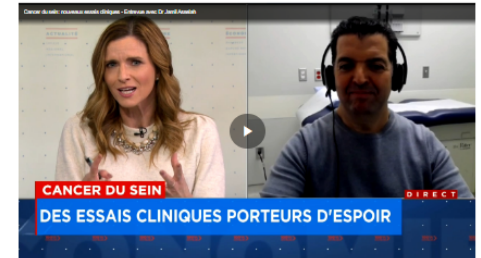 Cancer du sein: nouveaux essais cliniques - Entrevue avec Dr Jamil Asselah
CANCER DU SEIN
DIRECT
DES ESSAIS CLINIQUES PORTEURS D'ESPOIR